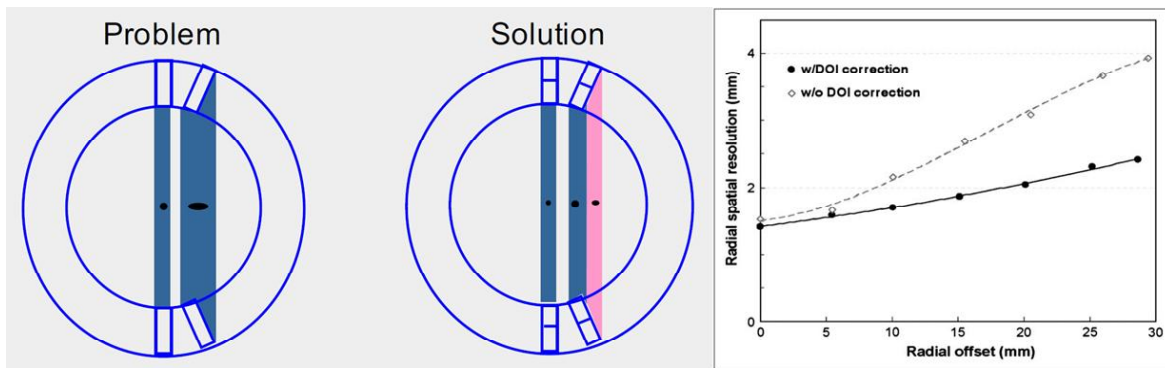 Problem
Solution
4
w/DOI correction
w/o DOI correction
2
0
Radial spatial resolution (mm)
0
5
10
15
20
25
30
Radial offset (mm)